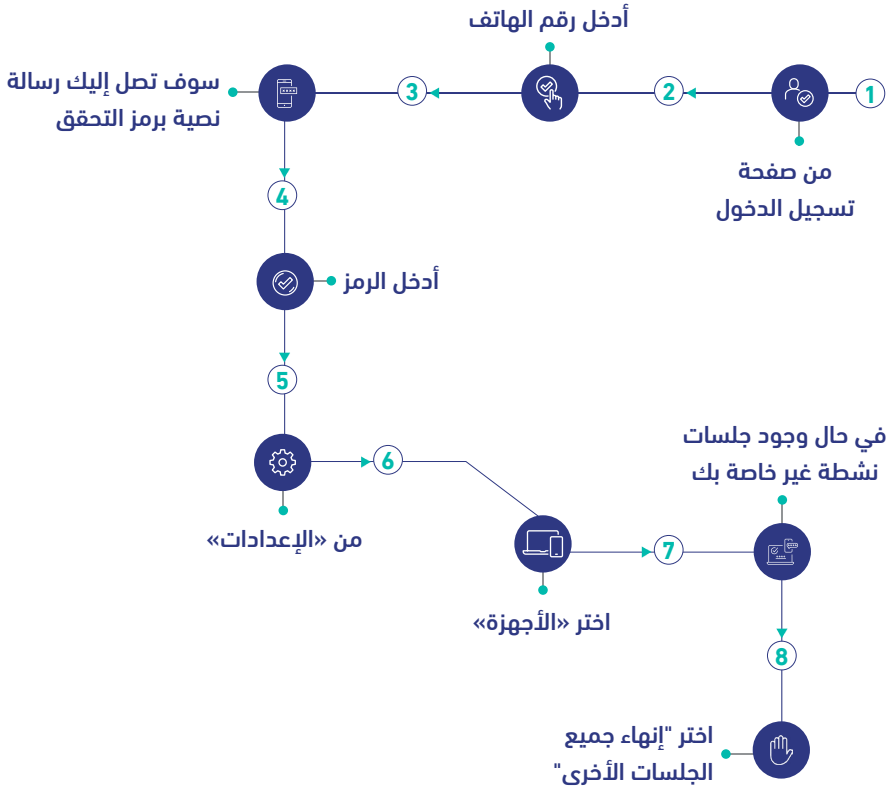 1
من صفحة
تسجيل الدخول
2
أدخل رقم الهاتف
3
سوف تصل إليك رسالة
نصية برمز التحقق
4
أدخل الرمز
5
من «الإعدادات»
6
اختر «الأجهزة»
7
في حال وجود جلسات
نشطة غير خاصة بك
8
اختر "إنهاء جميع
الجلسات الأخرى"